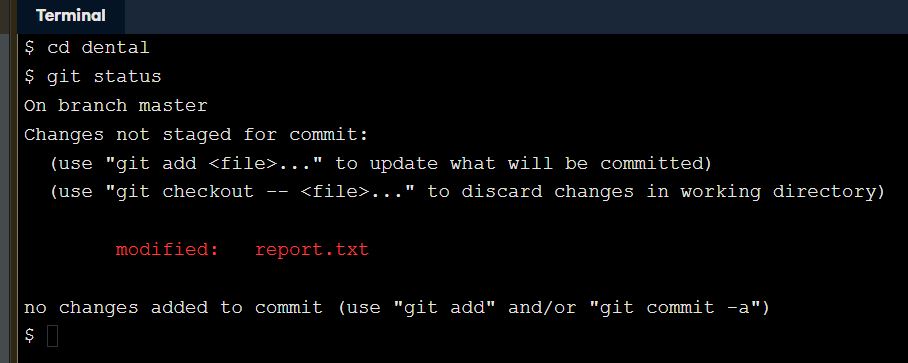 Terminal
$ cd dental
$ git status
On branch master
Changes not staged for commit:
  (use "git add <file>..." to update what will be committed)
  (use "git checkout -- <file>..." to discard changes in working directory)
        modified:   report.txt
no changes added to commit (use "git add" and/or "git commit -a")
$